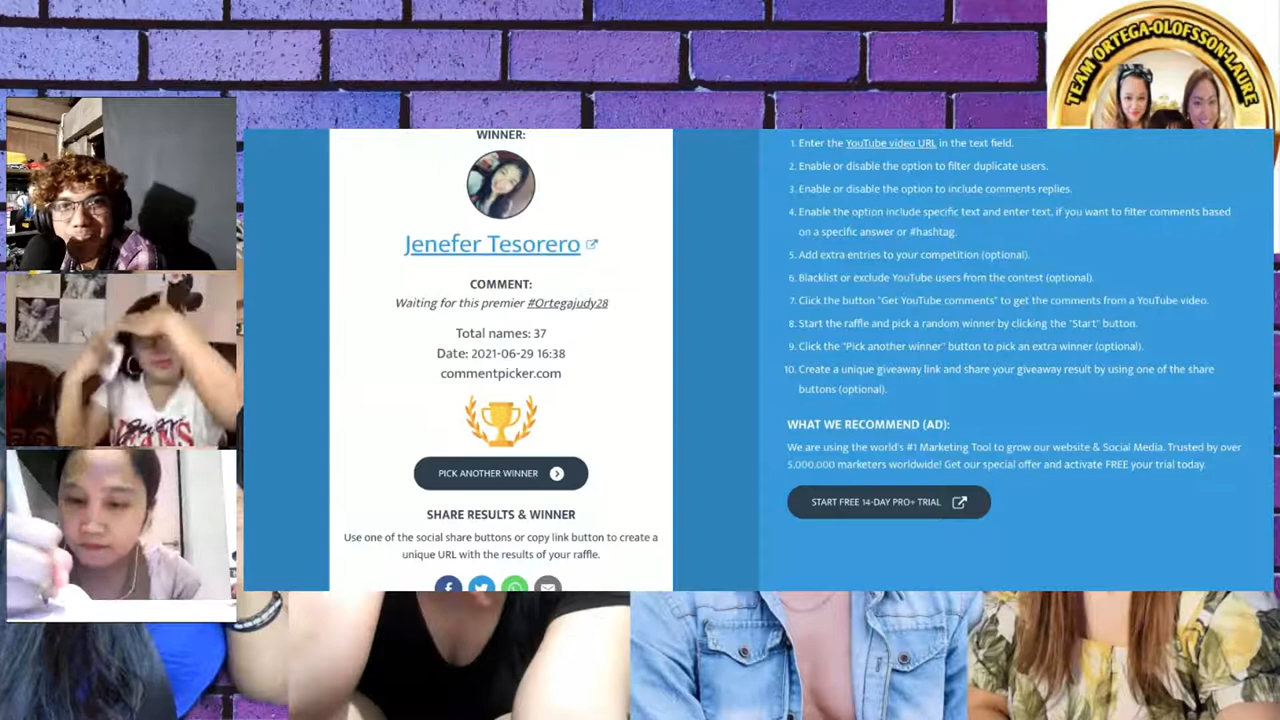 TEAM ORTEGA-OLOFSSON-LAURE
WINNER:
Jenefer Tesorero
COMMENT:
Waiting for this premier #Ortegajudy28
Total names: 37
Date: 2021-06-29 16:38
commentpicker.com
PICK ANOTHER WINNER
SHARE RESULTS & WINNER
Use one of the social share buttons or copy link button to create a
unique URL with the results of your raffle.
1. Enter the YouTube video URL in the text field.
2. Enable or disable the option to filter duplicate users.
3. Enable or disable the option to include comments replies.
4. Enable the option include specific text and enter text, if you want to filter comments based
on a specific answer or #hashtag.
5. Add extra entries to your competition (optional).
6. Blacklist or exclude YouTube users from the contest (optional).
7. Click the button "Get YouTube comments" to get the comments from a YouTube video.
8. Start the raffle and pick a random winner by clicking the "Start" button.
9. Click the "Pick another winner" button to pick an extra winner (optional).
10. Create a unique giveaway link and share your giveaway result by using one of the share
buttons (optional).
WHAT WE RECOMMEND (AD):
We are using the world's #1 Marketing Tool to grow our website & Social Media. Trusted by over
5,000,000 marketers worldwide! Get our special offer and activate FREE your trial today.
START FREE 14-DAY PRO+ TRIAL